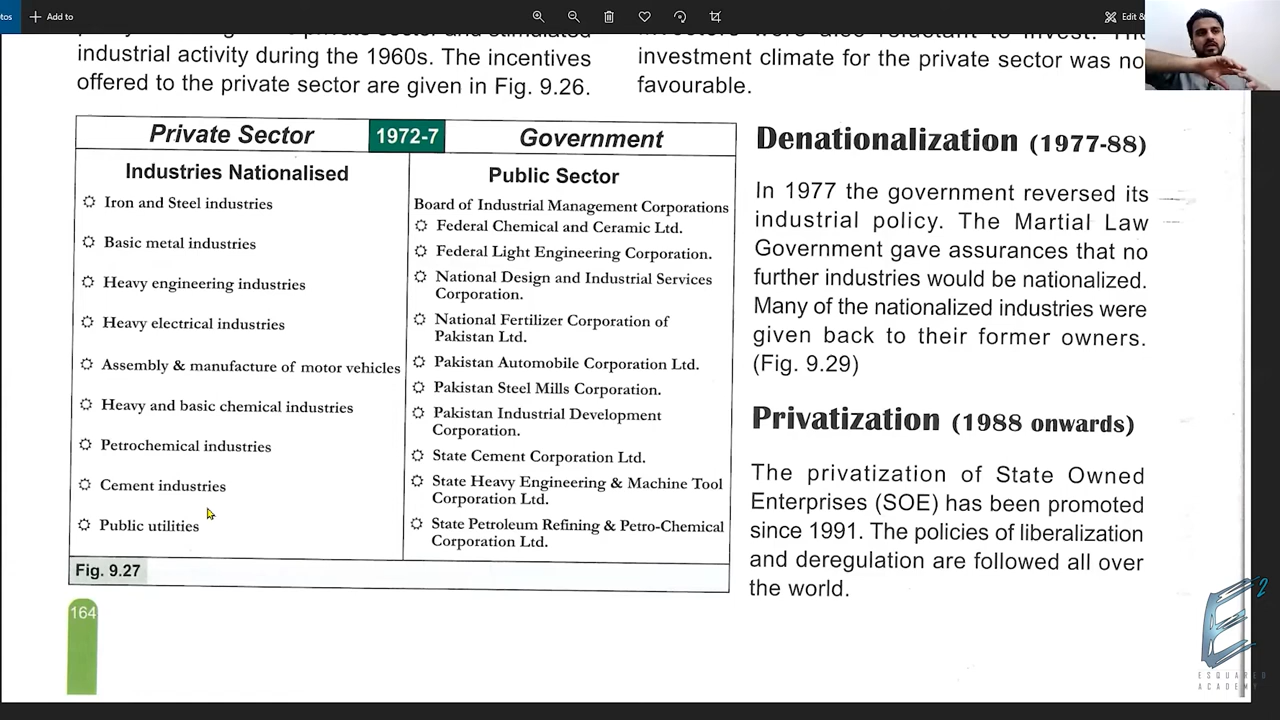 Add to
Edit &
industrial activity during the 1960s. The incentives
offered to the private sector are given in Fig. 9.26.
investment climate for the private sector was no
favourable.
Private Sector
1972-7
Government
Industries Nationalised
Iron and Steel industries
Basic metal industries
Heavy engineering industries
Heavy electrical industries
Assembly & manufacture of motor vehicles
Heavy and basic chemical industries
Petrochemical industries
Cement industries
Public utilities
Public Sector
Board of Industrial Management Corporations
Federal Chemical and Ceramic Ltd.
Federal Light Engineering Corporation.
National Design and Industrial Services
Corporation.
National Fertilizer Corporation of
Pakistan Ltd.
Pakistan Automobile Corporation Ltd.
Pakistan Steel Mills Corporation.
Pakistan Industrial Development
Corporation.
State Cement Corporation Ltd.
State Heavy Engineering & Machine Tool
Corporation Ltd.
State Petroleum Refining & Petro-Chemical
Corporation Ltd.
Fig. 9.27
164
Denationalization (1977-88)
In 1977 the government reversed its
industrial policy. The Martial Law
Government gave assurances that no
further industries would be nationalized.
Many of the nationalized industries were
given back to their former owners.
(Fig. 9.29)
Privatization (1988 onwards)
The privatization of State Owned
Enterprises (SOE) has been promoted
since 1991. The policies of liberalization
and deregulation are followed all over
the world.
E 2
ESQUARED
ACADEMY